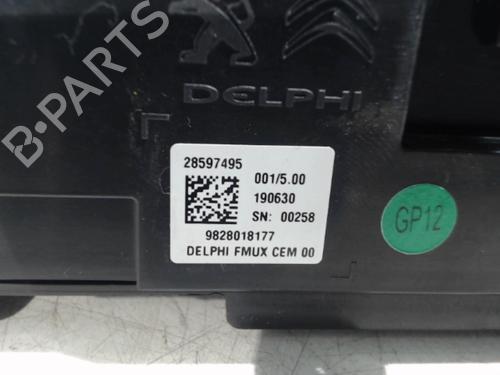 DELPHI
28597495
001/5.00
190630
SN: 00258
9828018177
DELPHI FMUX CEM 00
GP12
B-PARTS